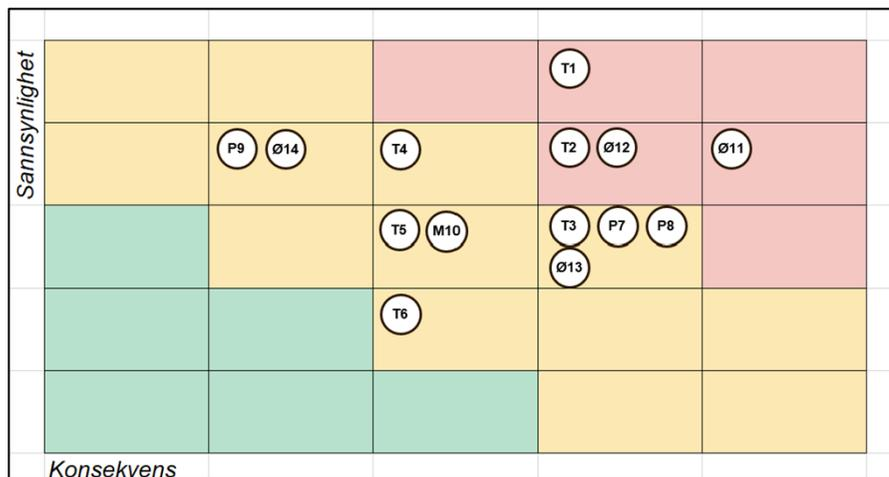 Sannsynlighet
T1
P9 Ø14 T4 T2 Ø12 Ø11
T5 M10 T3 P7 P8
Ø13
T6
Konsekvens